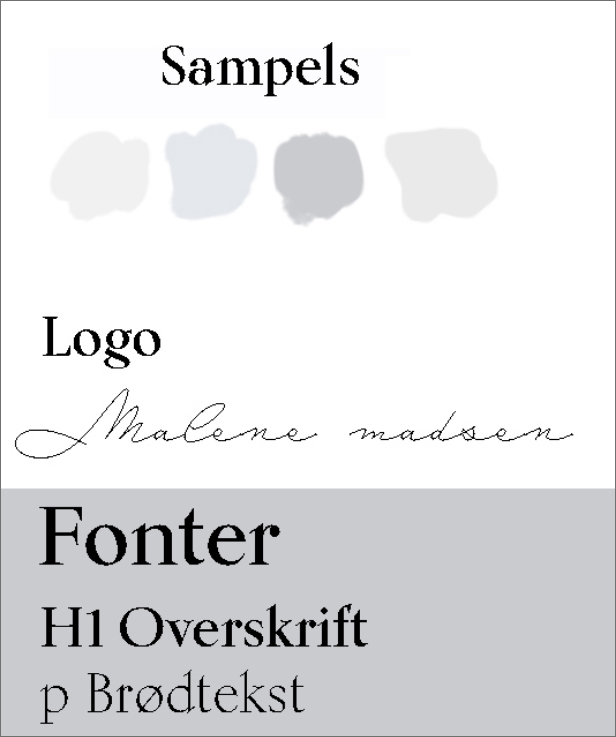 Sampels
Logo
Malene madsen
Fonter
H1 Overskrift
p Brødtekst